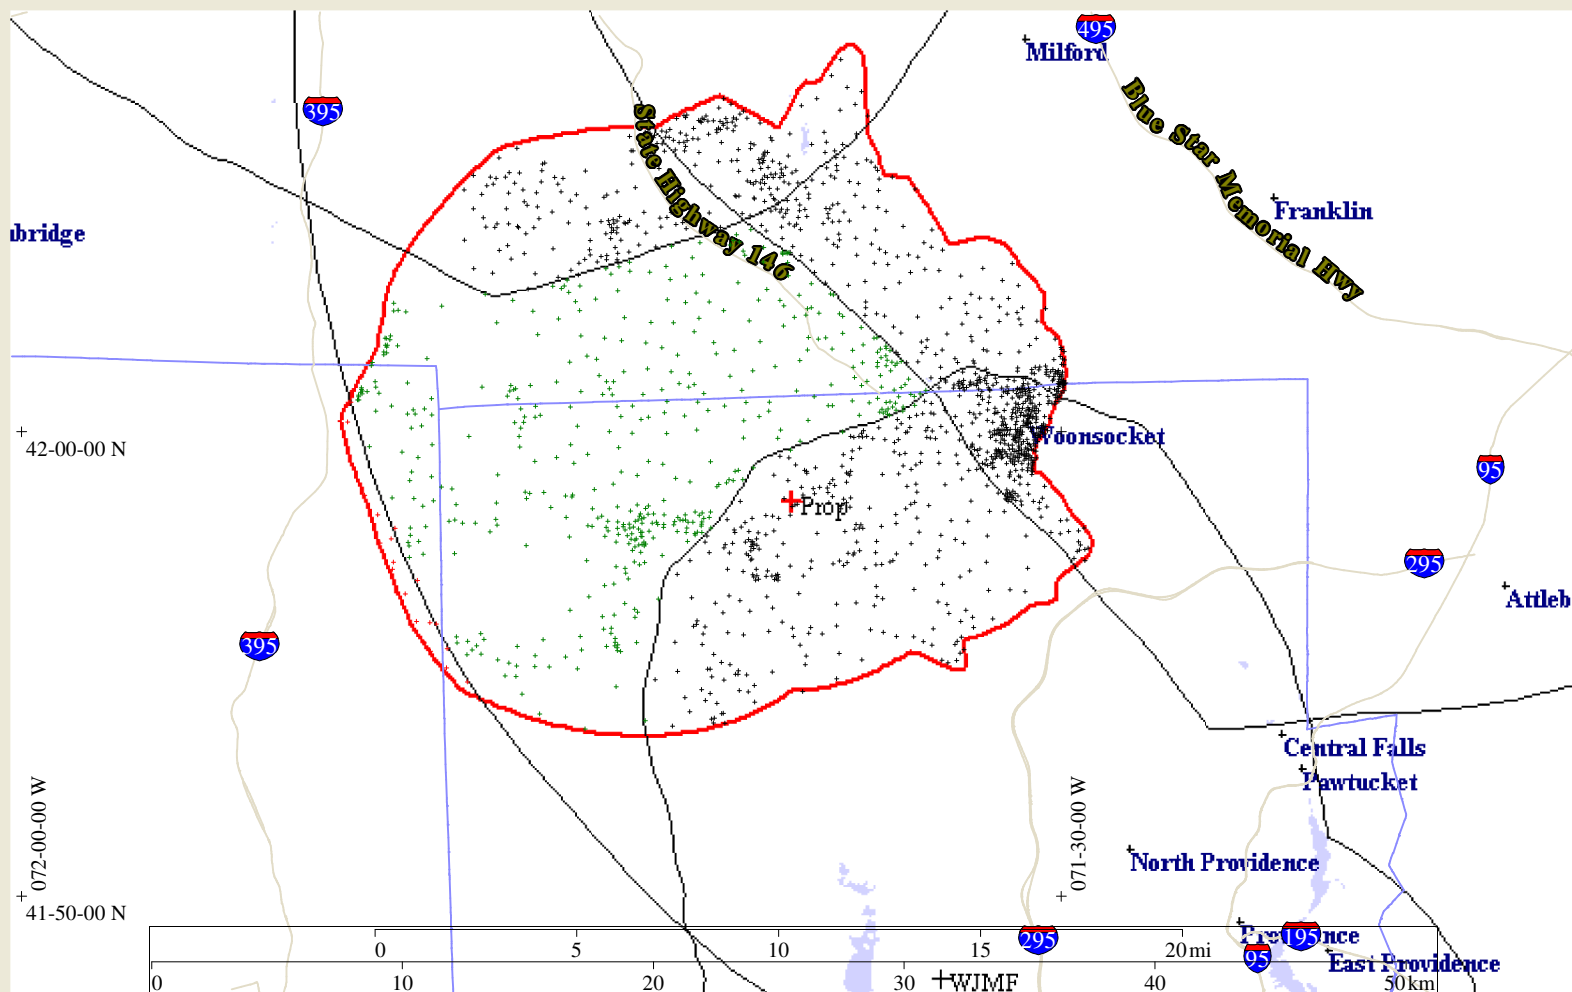 495
Milford
395
Blue Star Memorial Hwy
State Highway 146
Franklin
bridge
42-00-00 N
Woonsocket
95
Prop
295
Attleb
395
Central Falls
Pawtucket
072-00-00 W
071-30-00 W
North Providence
41-50-00 N
295
195
Providence
0 5 10 15 20 mi
95
East Providence
0 10 20 30 40 50 km
WJMF